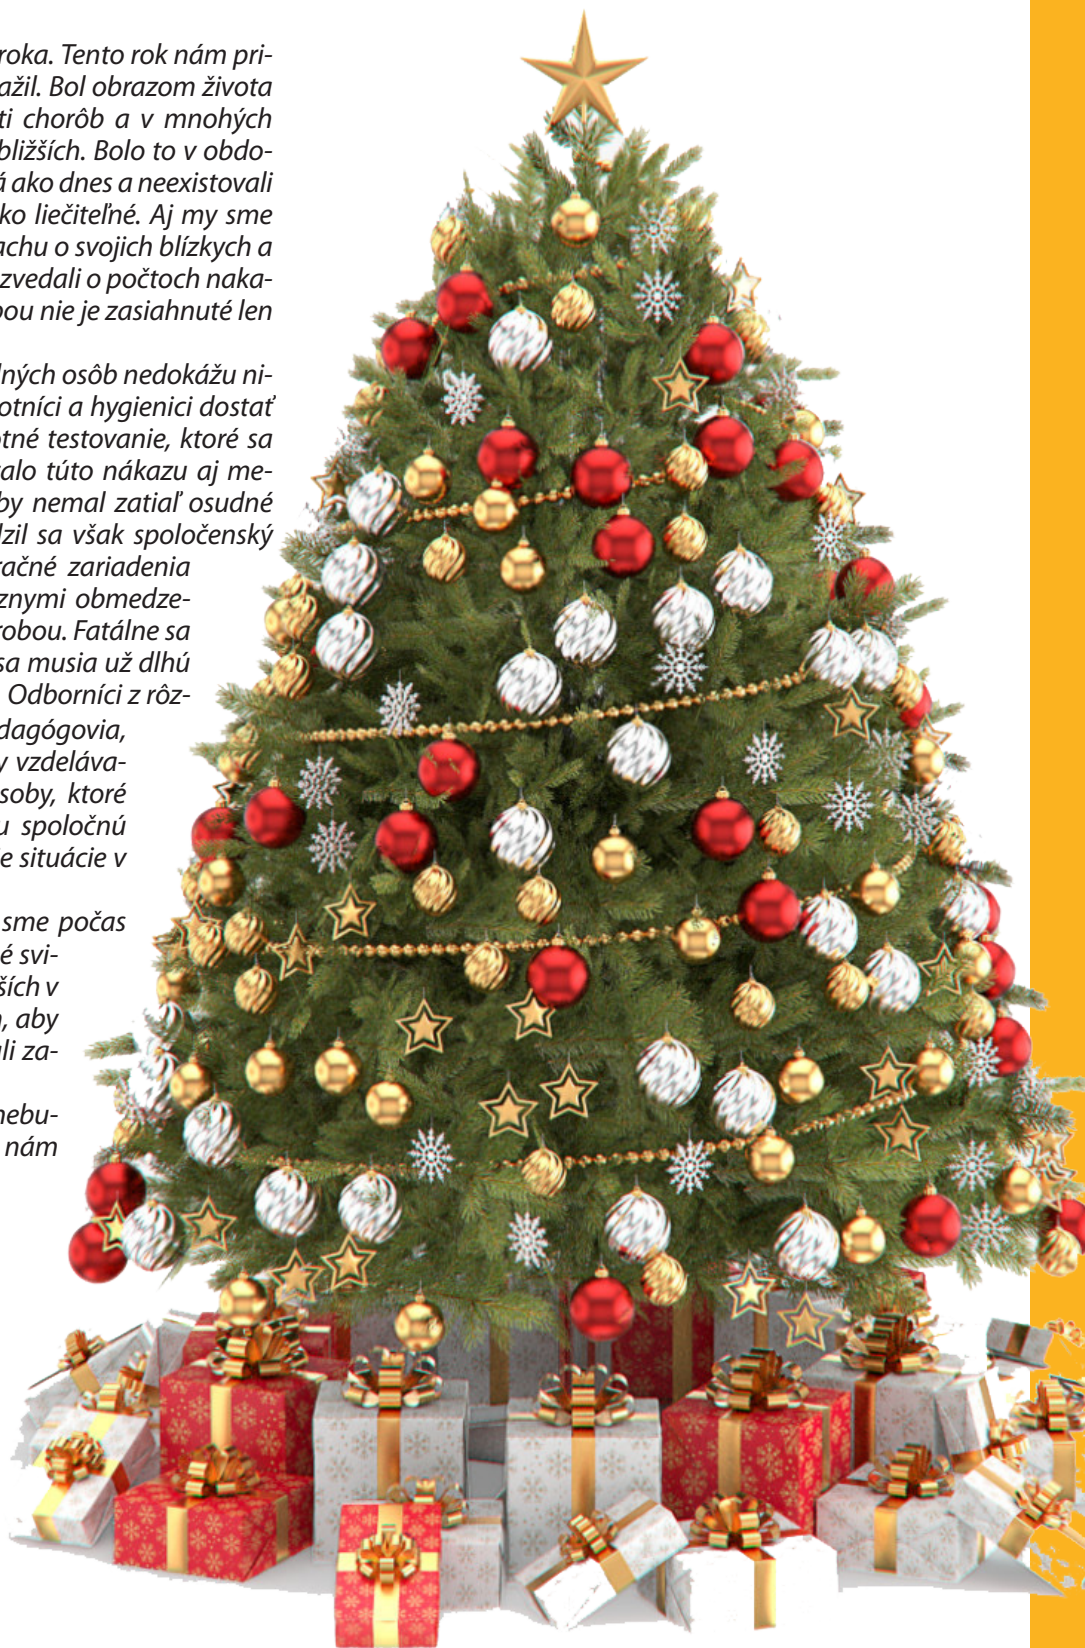 roka. Tento rok nám pri-
ažil. Bol obrazom života
ti chorôb a v mnohých
bližších. Bolo to v obdo-
á ako dnes a neexistovali
ko liečiteľné. Aj my sme
achu o svojich blízkych a
zvedali o počtoch naka-
bou nie je zasiahnuté len
dných osôb nedokážu ni-
otníci a hygienici dostať
otné testovanie, ktoré sa
alo túto nákazu aj me-
by nemal zatiaľ osudné
dzil sa však spoločenský
račné zariadenia
znymi obmedze-
robou. Fatálne sa
sa musia už dlhú
Odborníci z rôz-
dagógovia,
y vzdeláva-
soby, ktoré
u spoločnú
e situácie v
sme počas
é svi-
ších v
, aby
li za-
nebu-
nám